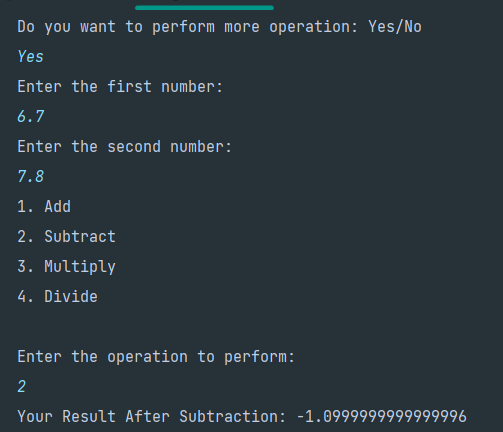 Do you want to perform more operation: Yes/No
Yes
Enter the first number:
6.7
Enter the second number:
7.8
1. Add
2. Subtract
3. Multiply
4. Divide
Enter the operation to perform:
2
Your Result After Subtraction: -1.0999999999999996